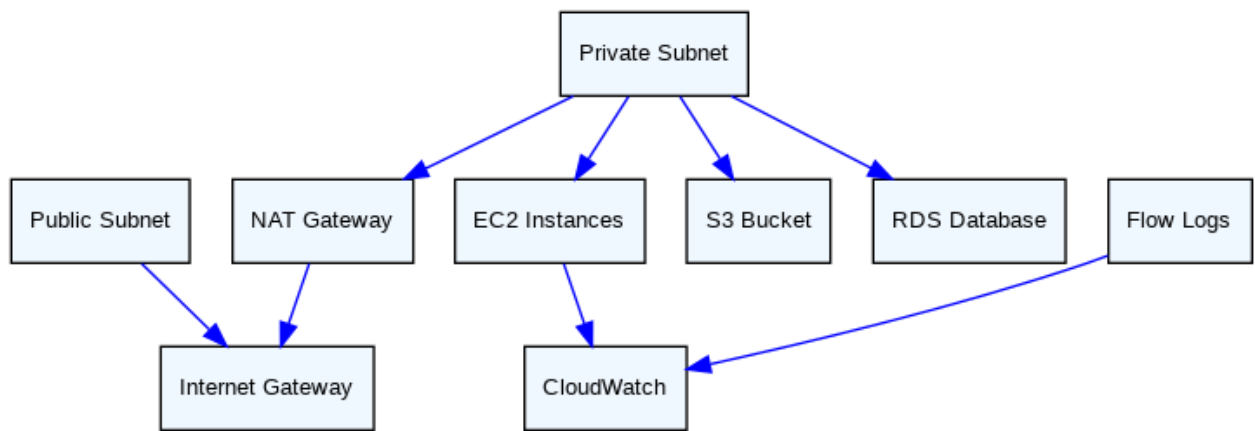 Private Subnet
Public Subnet
NAT Gateway
EC2 Instances
S3 Bucket
RDS Database
Flow Logs
Internet Gateway
CloudWatch